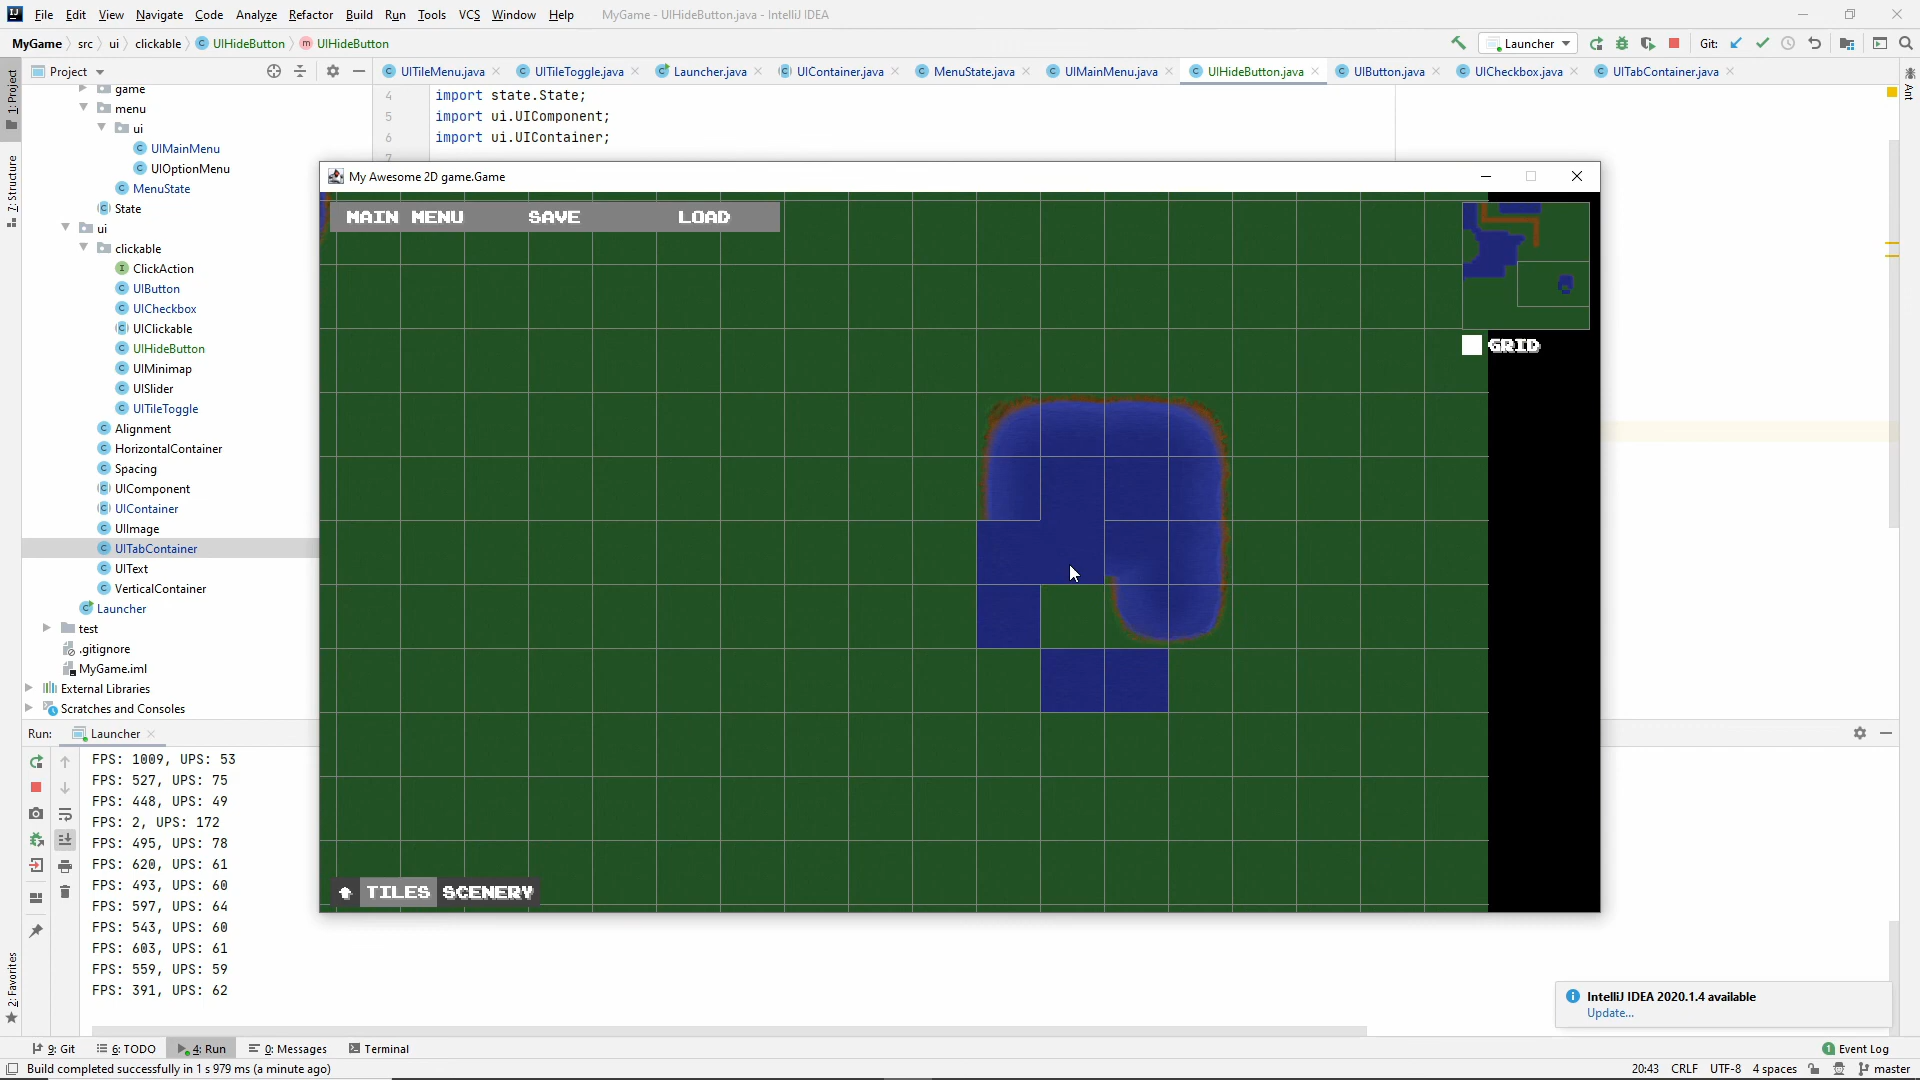 File Edit View Navigate Code Analyze Refactor Build Run Tools VCS Window Help MyGame - UIHideButton.java - IntelliJ IDEA
MyGame src ui clickable UIHideButton UIHideButton Launcher Git:
Project UITileMenu.java UITileToggle.java Launcher.java UIContainer.java MenuState.java UIMainMenu.java UIHideButton.java UIButton.java UICheckbox.java UITabContainer.java
1: Project
Z: Structure
2: Favorites
Ant
game
menu
ui
UIMainMenu
UIOptionMenu
MenuState
State
ui
clickable
ClickAction
UIButton
UICheckbox
UIClickable
UIHideButton
UIMinimap
UISlider
UITileToggle
Alignment
HorizontalContainer
Spacing
UIComponent
UIContainer
UIImage
UITabContainer
UIText
VerticalContainer
Launcher
test
.gitignore
MyGame.iml
External Libraries
Scratches and Consoles
4 import state.State;
5 import ui.UIComponent;
6 import ui.UIContainer;
7
My Awesome 2D game.Game
MAIN MENU SAVE LOAD
GRID
TILES SCENERY
Run: Launcher
FPS: 1009, UPS: 53
FPS: 527, UPS: 75
FPS: 448, UPS: 49
FPS: 2, UPS: 172
FPS: 495, UPS: 78
FPS: 620, UPS: 61
FPS: 493, UPS: 60
FPS: 597, UPS: 64
FPS: 543, UPS: 60
FPS: 603, UPS: 61
FPS: 559, UPS: 59
FPS: 391, UPS: 62
IntelliJ IDEA 2020.1.4 available
Update...
9: Git 6: TODO 4: Run 0: Messages Terminal 1 Event Log
Build completed successfully in 1 s 979 ms (a minute ago) 20:43 CRLF UTF-8 4 spaces master